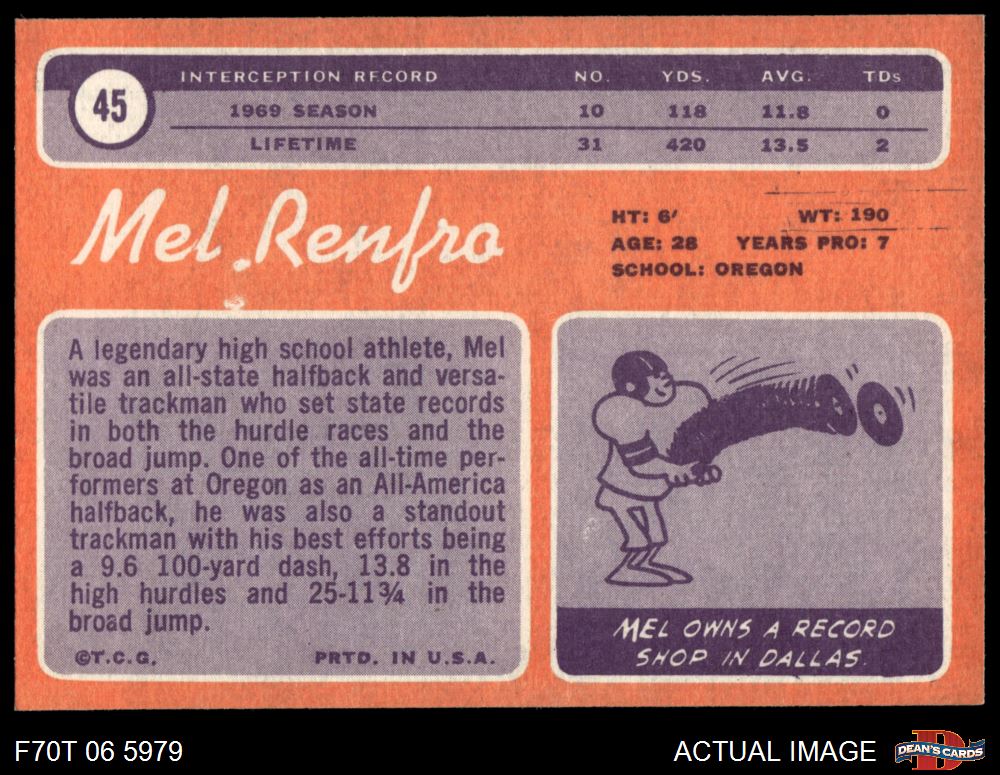 45
INTERCEPTION RECORD NO. YDS. AVG. TDs
1969 SEASON 10 118 11.8 0
LIFETIME 31 420 13.5 2
Mel Renfro
HT: 6' WT: 190
AGE: 28 YEARS PRO: 7
SCHOOL: OREGON
A legendary high school athlete, Mel
was an all-state halfback and versa-
tile trackman who set state records
in both the hurdle races and the
broad jump. One of the all-time per-
formers at Oregon as an All-America
halfback, he was also a standout
trackman with his best efforts being
a 9.6 100-yard dash, 13.8 in the
high hurdles and 25-11¾ in the
broad jump.
©T.C.G. PRTD. IN U.S.A.
MEL OWNS A RECORD
SHOP IN DALLAS.
F70T 06 5979
ACTUAL IMAGE
DEAN'S CARDS